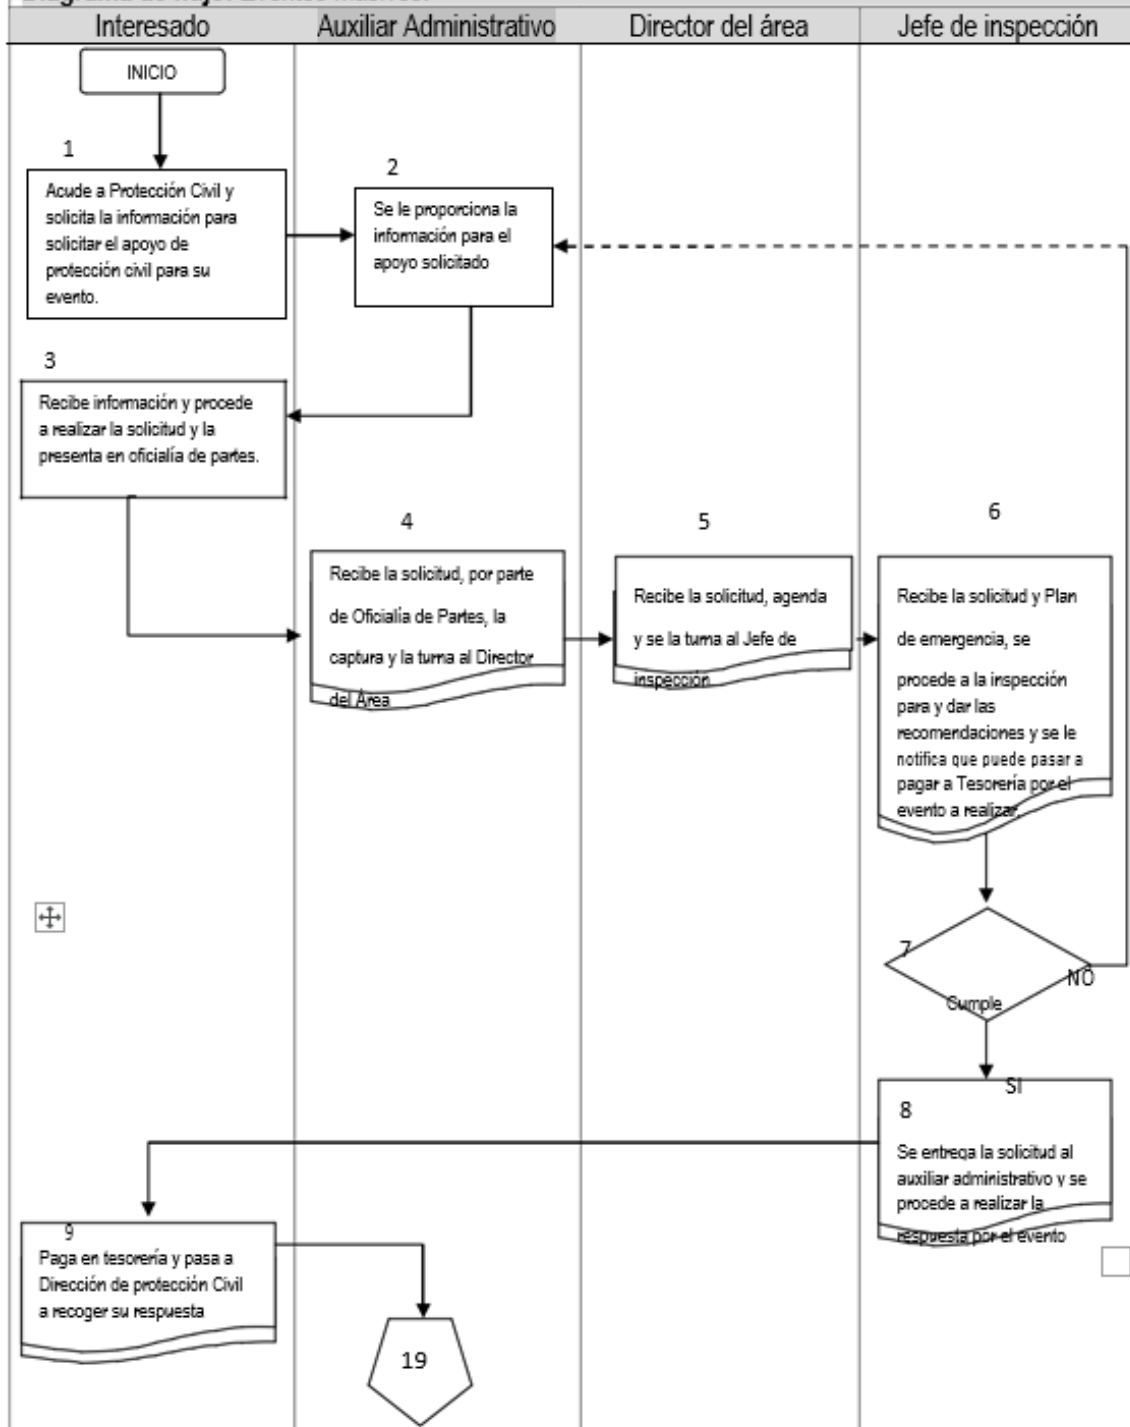 Diagrama de flujo: Eventos Masivos.
Interesado
Auxiliar Administrativo
Director del área
Jefe de inspección
INICIO
1
Acude a Protección Civil y
solicita la información para
solicitar el apoyo de
protección civil para su
evento.
2
Se le proporciona la
información para el
apoyo solicitado
3
Recibe información y procede
a realizar la solicitud y la
presenta en oficialía de partes.
4
Recibe la solicitud, por parte
de Oficialía de Partes, la
captura y la turna al Director
del Área
5
Recibe la solicitud, agenda
y se la turna al Jefe de
inspección
6
Recibe la solicitud y Plan
de emergencia, se
procede a la inspección
para y dar las
recomendaciones y se le
notifica que puede pasar a
pagar a Tesorería por el
evento a realizar.
7
Cumple
NO
SI
8
Se entrega la solicitud al
auxiliar administrativo y se
procede a realizar la
respuesta por el evento
9
Paga en tesorería y pasa a
Dirección de protección Civil
a recoger su respuesta
19